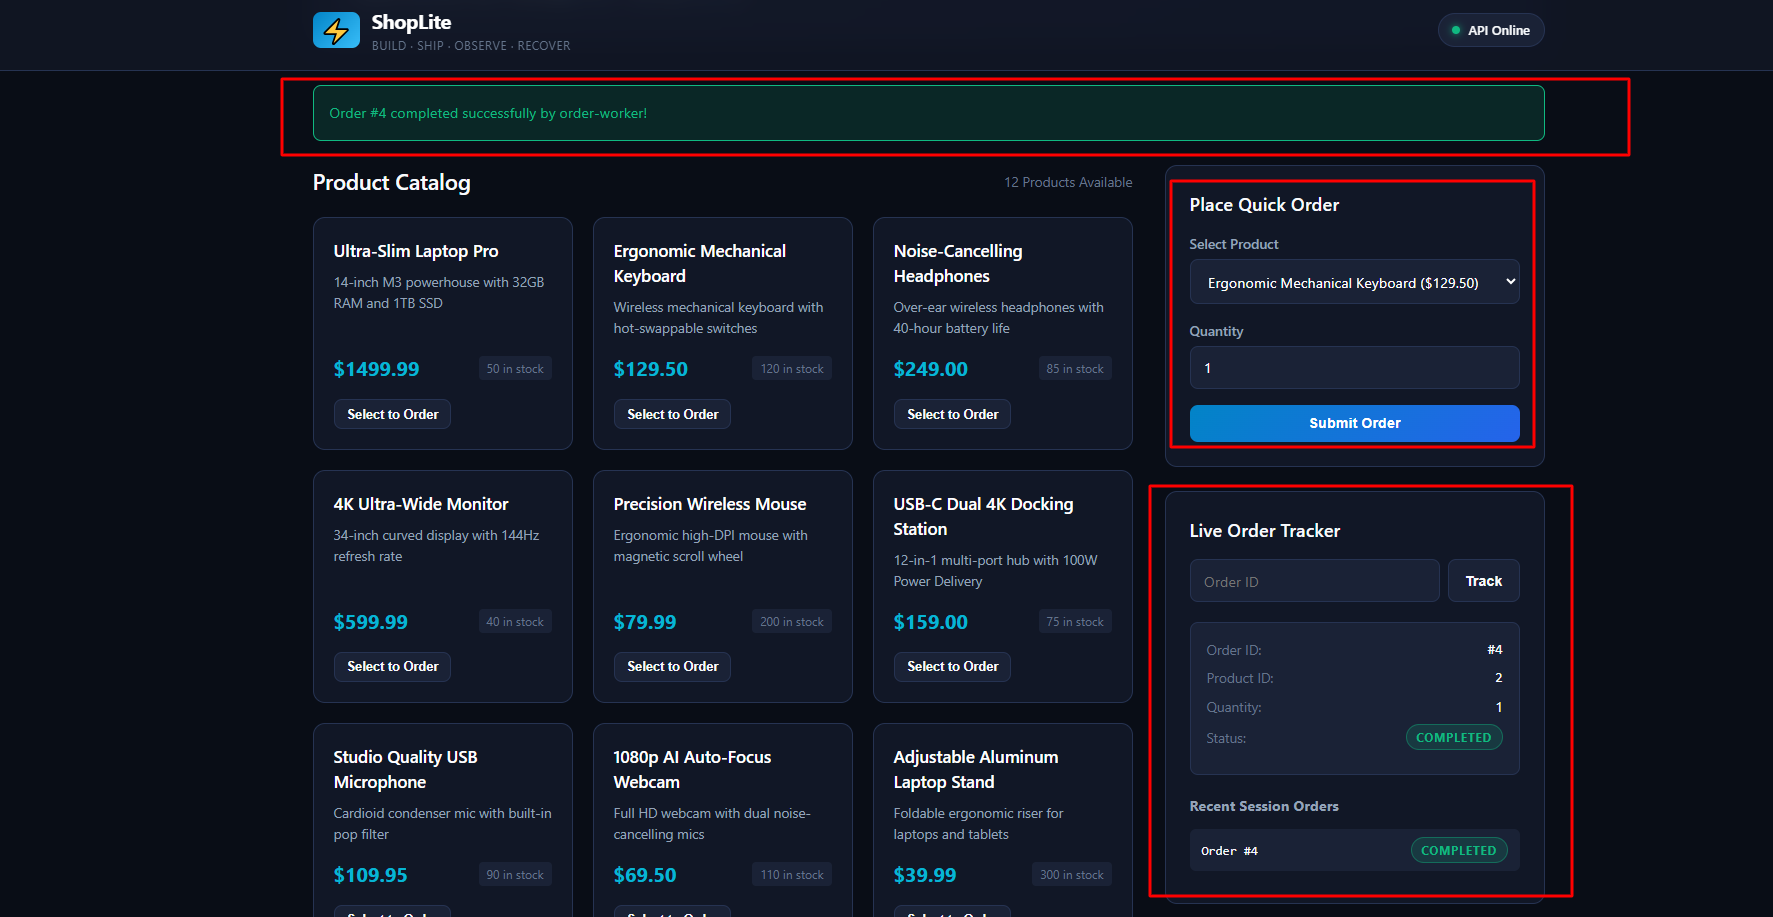 ShopLite
BUILD · SHIP · OBSERVE · RECOVER
API Online
Order #4 completed successfully by order-worker!
Product Catalog
12 Products Available
Ultra-Slim Laptop Pro
14-inch M3 powerhouse with 32GB
RAM and 1TB SSD
$1499.99
50 in stock
Select to Order
Ergonomic Mechanical
Keyboard
Wireless mechanical keyboard with
hot-swappable switches
$129.50
120 in stock
Select to Order
Noise-Cancelling
Headphones
Over-ear wireless headphones with
40-hour battery life
$249.00
85 in stock
Select to Order
4K Ultra-Wide Monitor
34-inch curved display with 144Hz
refresh rate
$599.99
40 in stock
Select to Order
Precision Wireless Mouse
Ergonomic high-DPI mouse with
magnetic scroll wheel
$79.99
200 in stock
Select to Order
USB-C Dual 4K Docking
Station
12-in-1 multi-port hub with 100W
Power Delivery
$159.00
75 in stock
Select to Order
Studio Quality USB
Microphone
Cardioid condenser mic with built-in
pop filter
$109.95
90 in stock
1080p AI Auto-Focus
Webcam
Full HD webcam with dual noise-
cancelling mics
$69.50
110 in stock
Adjustable Aluminum
Laptop Stand
Foldable ergonomic riser for
laptops and tablets
$39.99
300 in stock
Place Quick Order
Select Product
Ergonomic Mechanical Keyboard ($129.50)
Quantity
1
Submit Order
Live Order Tracker
Order ID
Track
Order ID:
#4
Product ID:
2
Quantity:
1
Status:
COMPLETED
Recent Session Orders
Order #4
COMPLETED